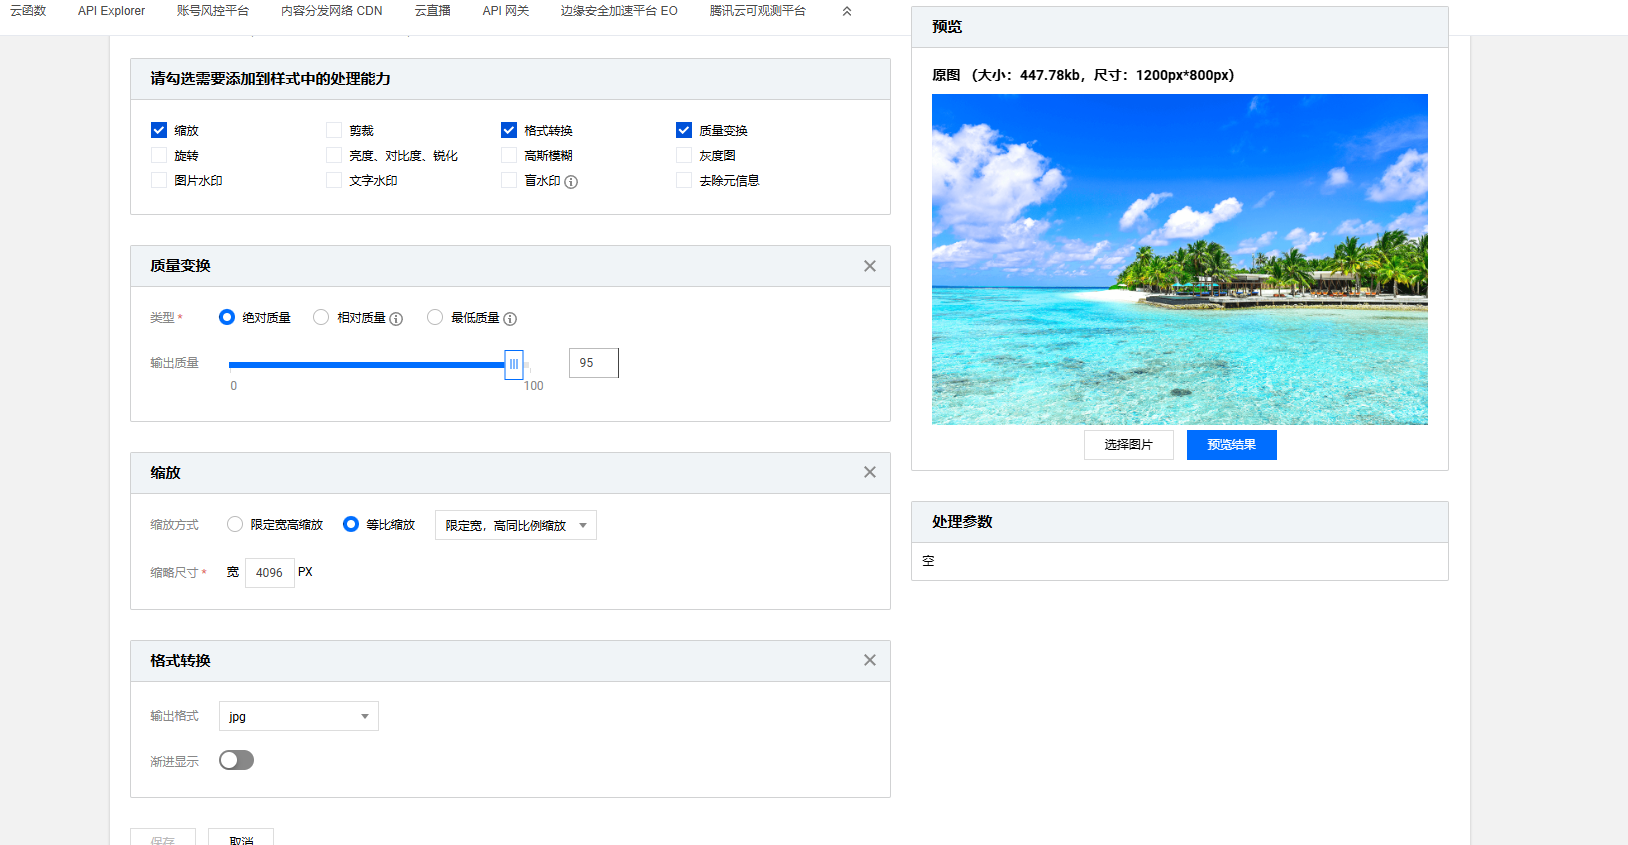 云函数 API Explorer 账号风控平台 内容分发网络 CDN 云直播 API 网关 边缘安全加速平台 EO 腾讯云可观测平台
请勾选需要添加到样式中的处理能力
缩放 剪裁 格式转换 质量变换
旋转 亮度、对比度、锐化 高斯模糊 灰度图
图片水印 文字水印 盲水印 去除元信息
质量变换
类型* 绝对质量 相对质量 最低质量
输出质量 95
0 100
缩放
缩放方式 限定宽高缩放 等比缩放 限定宽，高同比例缩放
缩略尺寸* 宽 4096 PX
格式转换
输出格式 jpg
渐进显示
保存 取消
预览
原图 （大小：447.78kb，尺寸：1200px*800px）
选择图片 预览结果
处理参数
空